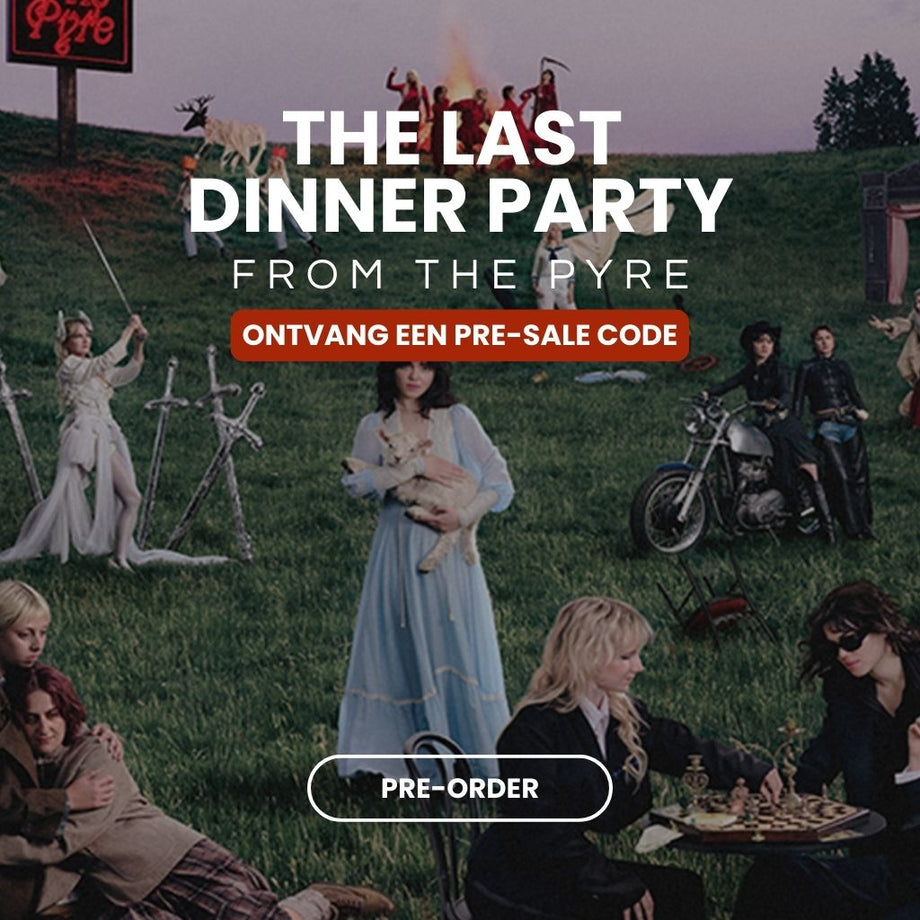 Pyre
THE LAST
DINNER PARTY
FROM THE PYRE
ONTVANG EEN PRE-SALE CODE
PRE-ORDER